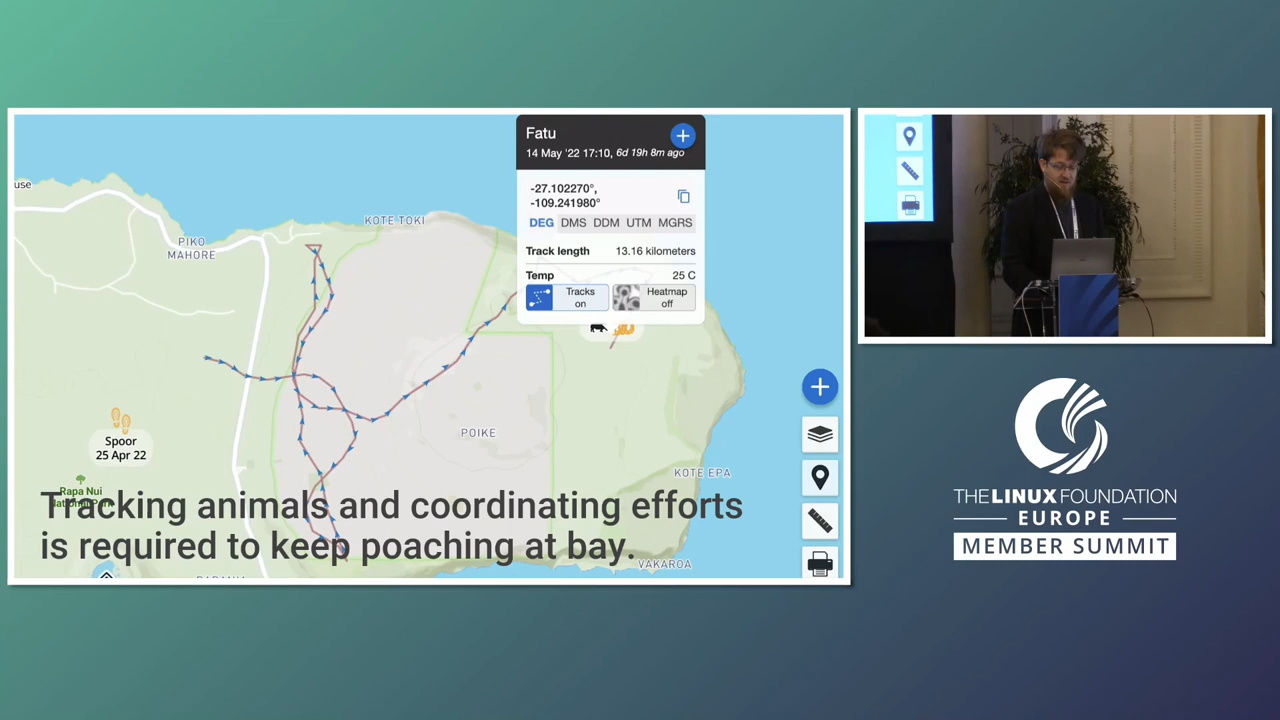 Fatu
14 May '22 17:10, 6d 19h 8m ago
-27.102270°,
-109.241980°
DEG DMS DDM UTM MGRS
Track length 13.16 kilometers
Temp 25 C
Tracks
on
Heatmap
off
use
KOTE TOKI
PIKO
MAHORE
POIKE
Spoor
25 Apr 22
KOTE EPA
Rapa Nui
National Park
Tracking animals and coordinating efforts
is required to keep poaching at bay.
VAKAROA
THE LINUX FOUNDATION
EUROPE
MEMBER SUMMIT